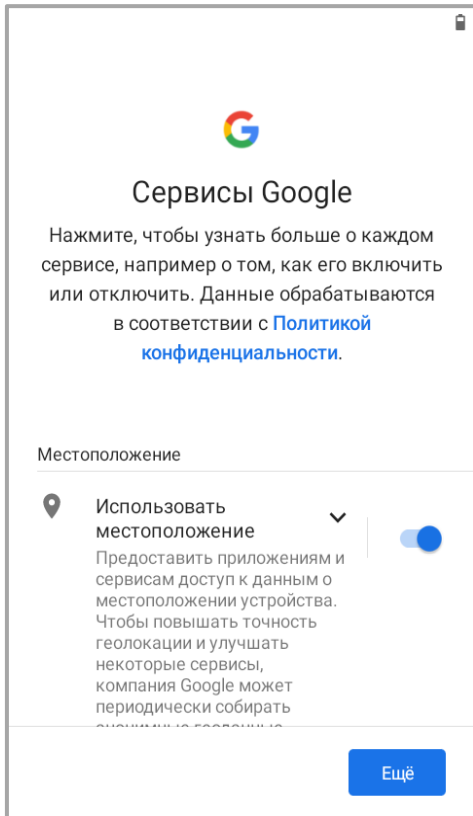 Сервисы Google
Нажмите, чтобы узнать больше о каждом
сервисе, например о том, как его включить
или отключить. Данные обрабатываются
в соответствии с Политикой
конфиденциальности.
Местоположение
Использовать
местоположение
Предоставить приложениям и
сервисам доступ к данным о
местоположении устройства.
Чтобы повышать точность
геолокации и улучшать
некоторые сервисы,
компания Google может
периодически собирать
Ещё